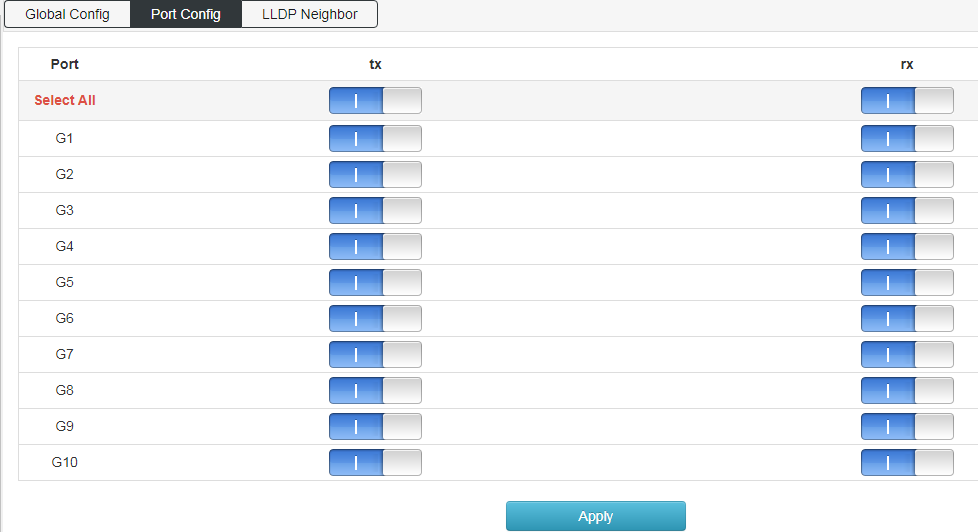 Global Config Port Config LLDP Neighbor
Port tx rx
Select All
G1
G2
G3
G4
G5
G6
G7
G8
G9
G10
Apply